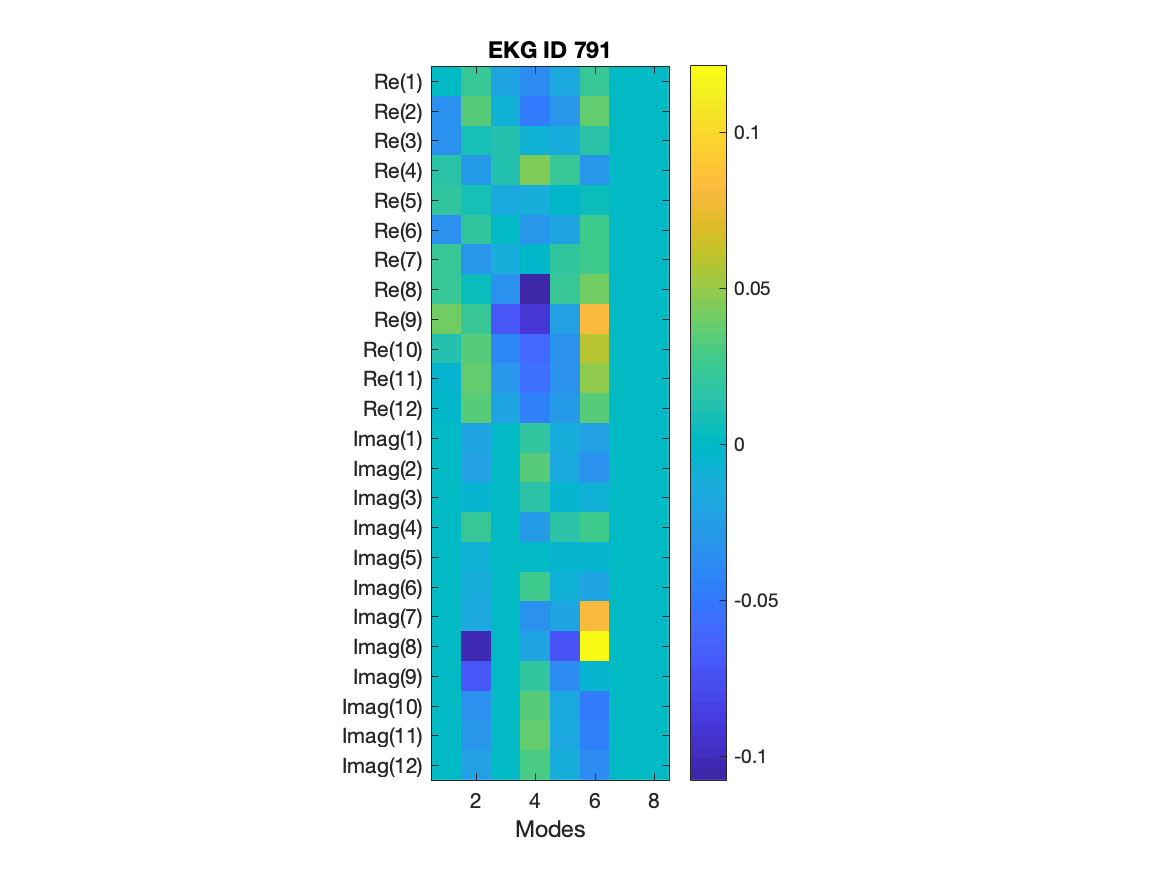 EKG ID 791
Re(1)
Re(2)
Re(3)
Re(4)
Re(5)
Re(6)
Re(7)
Re(8)
Re(9)
Re(10)
Re(11)
Re(12)
Imag(1)
Imag(2)
Imag(3)
Imag(4)
Imag(5)
Imag(6)
Imag(7)
Imag(8)
Imag(9)
Imag(10)
Imag(11)
Imag(12)
2 4 6 8
Modes
0.1
0.05
0
-0.05
-0.1